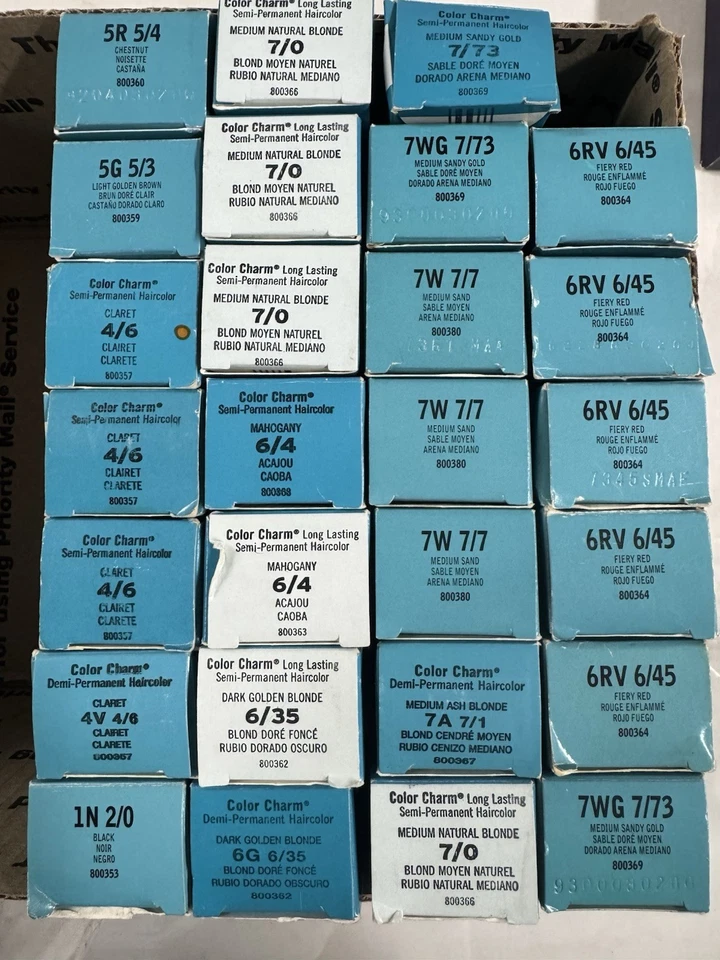 5R 5/4
CHESTNUT
NOISETTE
CASTAÑA
800360
Color Charm® Long Lasting
Semi-Permanent Haircolor
MEDIUM NATURAL BLONDE
7/0
BLOND MOYEN NATUREL
RUBIO NATURAL MEDIANO
800366
Color Charm®
Semi-Permanent Haircolor
MEDIUM SANDY GOLD
7/73
SABLE DORÉ MOYEN
DORADO ARENA MEDIANO
800369
5G 5/3
LIGHT GOLDEN BROWN
BRUN DORÉ CLAIR
CASTAÑO DORADO CLARO
800359
Color Charm® Long Lasting
Semi-Permanent Haircolor
MEDIUM NATURAL BLONDE
7/0
BLOND MOYEN NATUREL
RUBIO NATURAL MEDIANO
800366
7WG 7/73
MEDIUM SANDY GOLD
SABLE DORÉ MOYEN
DORADO ARENA MEDIANO
800369
6RV 6/45
FIERY RED
ROUGE ENFLAMMÉ
ROJO FUEGO
800364
Color Charm®
Semi-Permanent Haircolor
CLARET
4/6
CLAIRET
CLARETE
800357
Color Charm® Long Lasting
Semi-Permanent Haircolor
MEDIUM NATURAL BLONDE
7/0
BLOND MOYEN NATUREL
RUBIO NATURAL MEDIANO
800366
7W 7/7
MEDIUM SAND
SABLE MOYEN
ARENA MEDIANO
800380
6RV 6/45
FIERY RED
ROUGE ENFLAMMÉ
ROJO FUEGO
800364
Color Charm®
Semi-Permanent Haircolor
CLARET
4/6
CLAIRET
CLARETE
800357
Color Charm®
Semi-Permanent Haircolor
MAHOGANY
6/4
ACAJOU
CAOBA
7W 7/7
MEDIUM SAND
SABLE MOYEN
ARENA MEDIANO
800380
6RV 6/45
FIERY RED
ROUGE ENFLAMMÉ
ROJO FUEGO
800364
7345SMAE
Color Charm®
Semi-Permanent Haircolor
CLARET
4/6
CLAIRET
CLARETE
800357
Color Charm® Long Lasting
Semi-Permanent Haircolor
MAHOGANY
6/4
ACAJOU
CAOBA
800363
7W 7/7
MEDIUM SAND
SABLE MOYEN
ARENA MEDIANO
800380
6RV 6/45
FIERY RED
ROUGE ENFLAMMÉ
ROJO FUEGO
800364
Color Charm®
Demi-Permanent Haircolor
CLARET
4V 4/6
CLAIRET
CLARETE
Color Charm® Long Lasting
Semi-Permanent Haircolor
DARK GOLDEN BLONDE
6/35
BLOND DORÉ FONCÉ
RUBIO DORADO OSCURO
800362
Color Charm®
Demi-Permanent Haircolor
MEDIUM ASH BLONDE
7A 7/1
BLOND CENDRÉ MOYEN
RUBIO CENIZO MEDIANO
800367
6RV 6/45
FIERY RED
ROUGE ENFLAMMÉ
ROJO FUEGO
800364
1N 2/0
BLACK
NOIR
NEGRO
800353
Color Charm®
Demi-Permanent Haircolor
DARK GOLDEN BLONDE
6G 6/35
BLOND DORÉ FONCÉ
RUBIO DORADO OBSCURO
800362
Color Charm® Long Lasting
Semi-Permanent Haircolor
MEDIUM NATURAL BLONDE
7/0
BLOND MOYEN NATUREL
RUBIO NATURAL MEDIANO
800366
7WG 7/73
MEDIUM SANDY GOLD
SABLE DORÉ MOYEN
DORADO ARENA MEDIANO
800369
using Priority Mail® Service